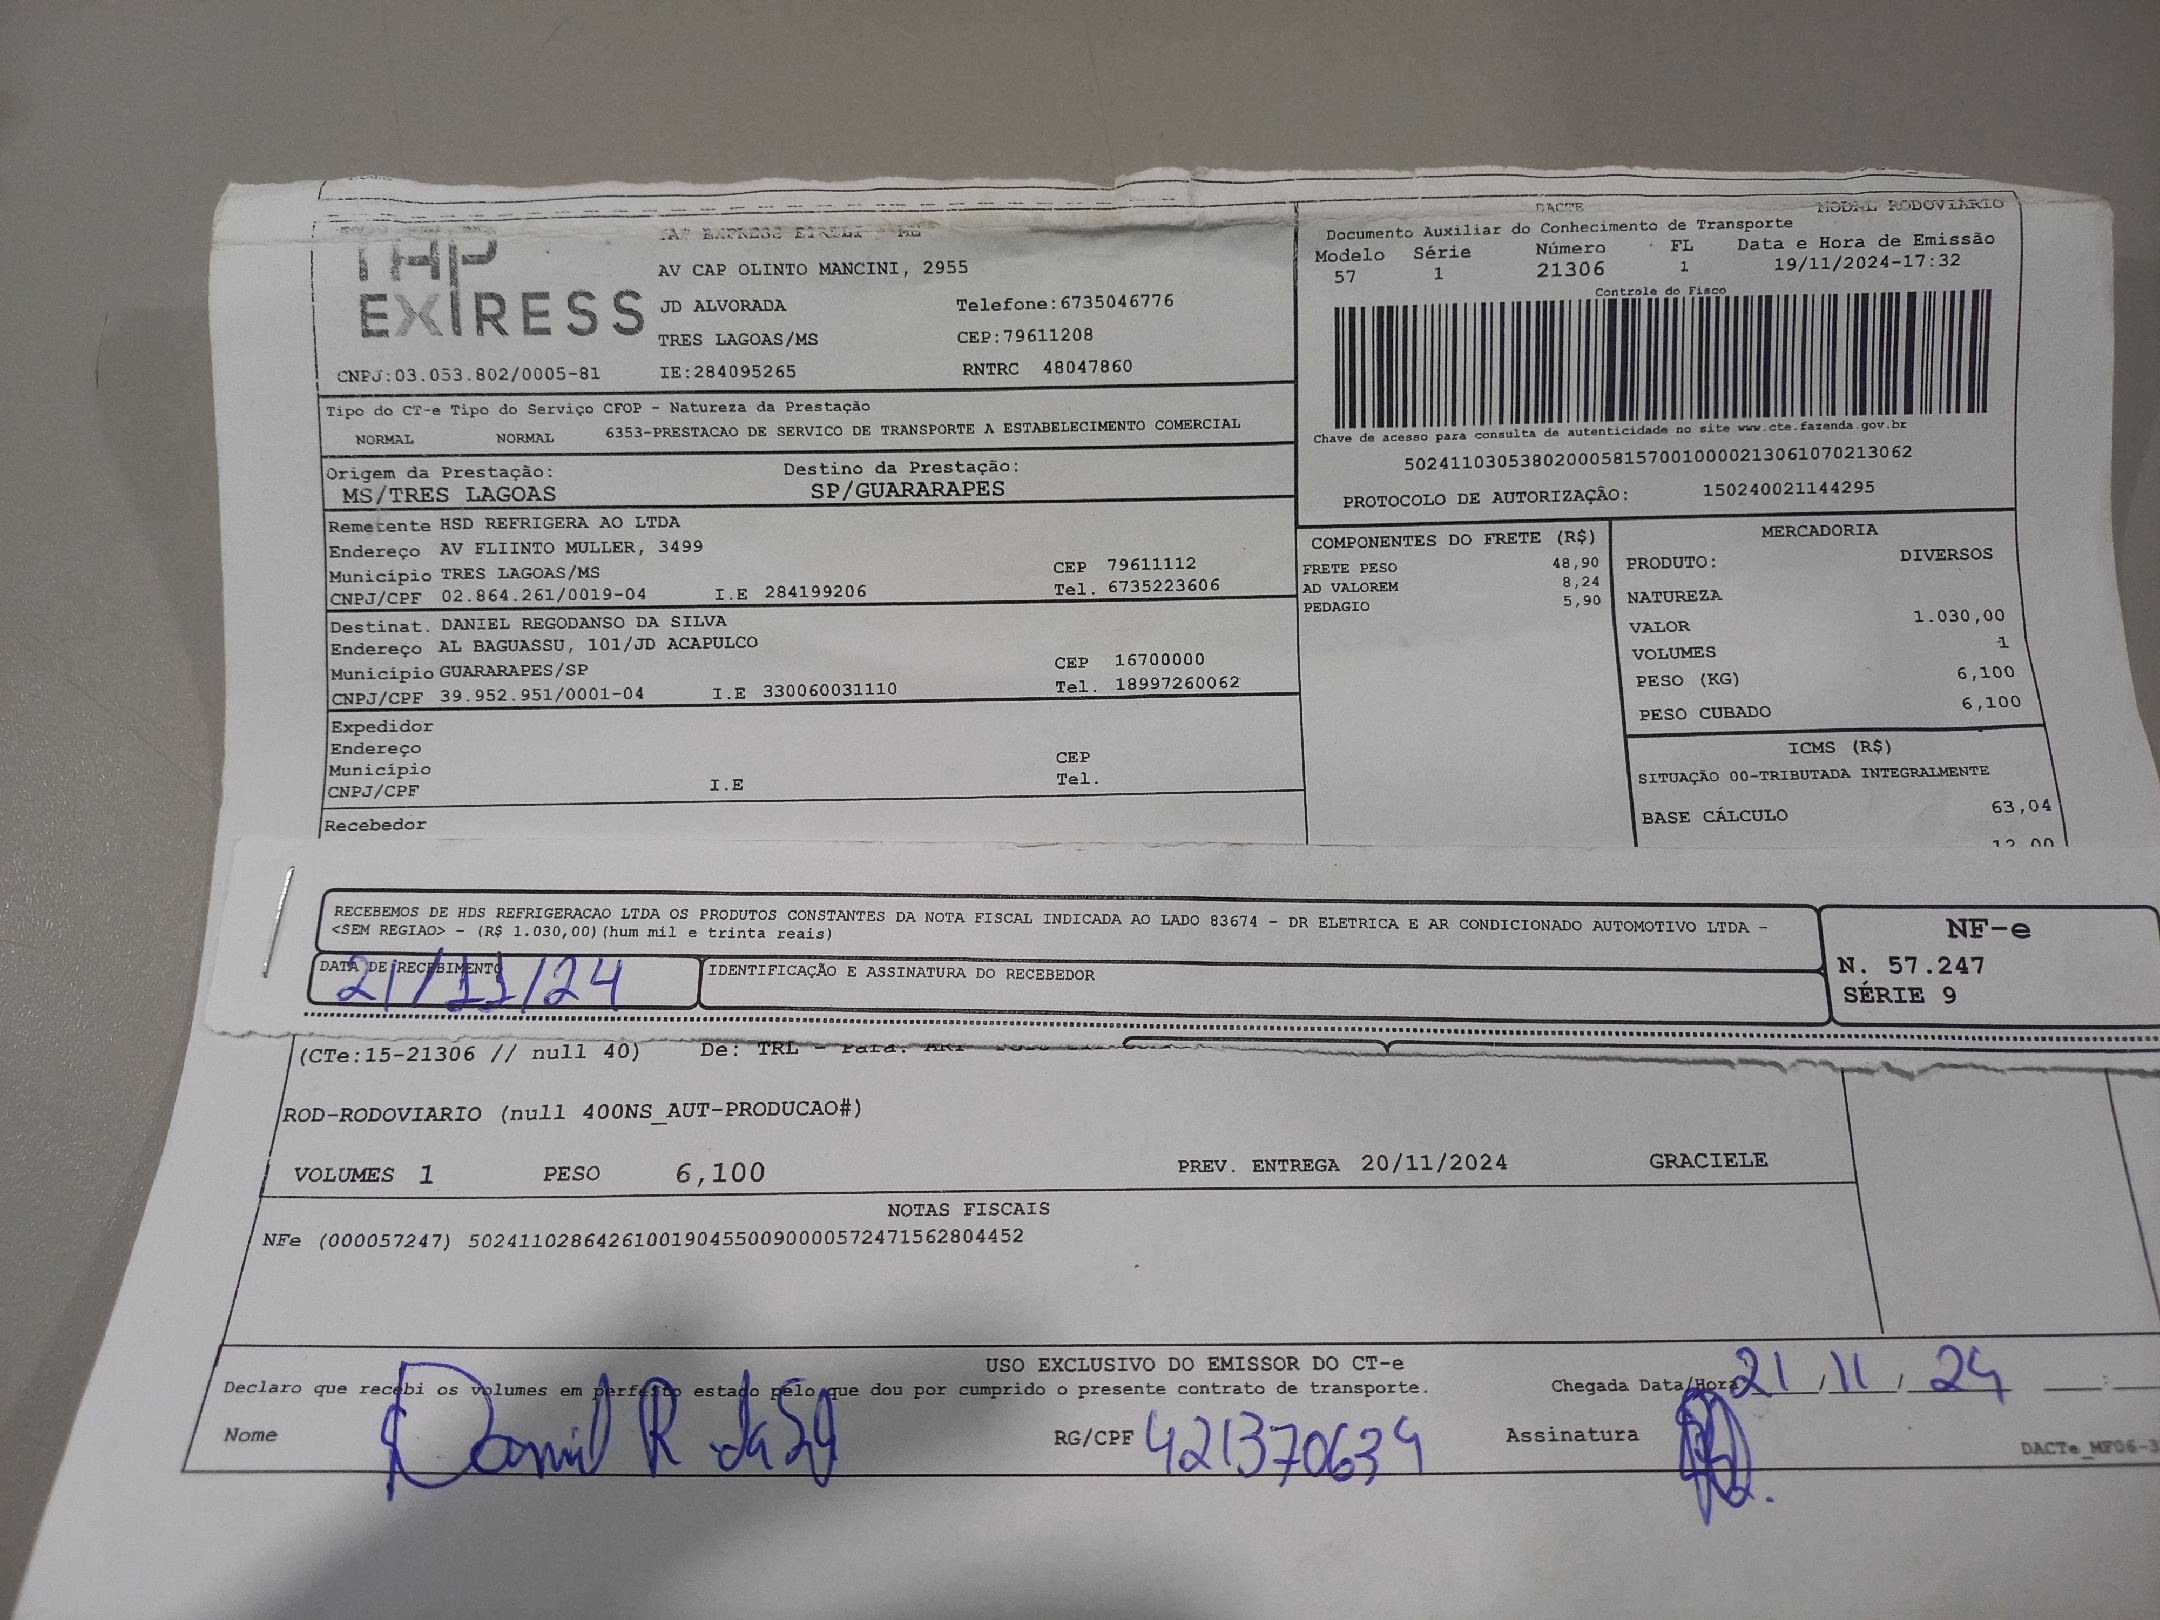 DACTE MODAL RODOVIÁRIO
TAP EXPRESS EIRELI - ME
TAP
EXPRESS
AV CAP OLINTO MANCINI, 2955
JD ALVORADA Telefone:6735046776
TRES LAGOAS/MS CEP:79611208
CNPJ:03.053.802/0005-81 IE:284095265 RNTRC 48047860
Documento Auxiliar do Conhecimento de Transporte
Modelo Série Número FL Data e Hora de Emissão
57 1 21306 1 19/11/2024-17:32
Controle do Fisco
Chave de acesso para consulta de autenticidade no site www.cte.fazenda.gov.br
50241103053802000581570010000213061070213062
PROTOCOLO DE AUTORIZAÇÃO: 150240021144295
Tipo do CT-e Tipo do Serviço CFOP - Natureza da Prestação
NORMAL NORMAL 6353-PRESTACAO DE SERVICO DE TRANSPORTE A ESTABELECIMENTO COMERCIAL
Origem da Prestação: Destino da Prestação:
MS/TRES LAGOAS SP/GUARARAPES
Remetente HSD REFRIGERA AO LTDA
Endereço AV FLIINTO MULLER, 3499
Município TRES LAGOAS/MS CEP 79611112
CNPJ/CPF 02.864.261/0019-04 I.E 284199206 Tel. 6735223606
Destinat. DANIEL REGODANSO DA SILVA
Endereço AL BAGUASSU, 101/JD ACAPULCO
Município GUARARAPES/SP CEP 16700000
CNPJ/CPF 39.952.951/0001-04 I.E 330060031110 Tel. 18997260062
Expedidor
Endereço
Município CEP
CNPJ/CPF I.E Tel.
Recebedor
COMPONENTES DO FRETE (R$)
FRETE PESO 48,90
AD VALOREM 8,24
PEDAGIO 5,90
MERCADORIA
PRODUTO: DIVERSOS
NATUREZA
VALOR 1.030,00
VOLUMES 1
PESO (KG) 6,100
PESO CUBADO 6,100
ICMS (R$)
SITUAÇÃO 00-TRIBUTADA INTEGRALMENTE
BASE CÁLCULO 63,04
12,00
RECEBEMOS DE HDS REFRIGERACAO LTDA OS PRODUTOS CONSTANTES DA NOTA FISCAL INDICADA AO LADO 83674 - DR ELETRICA E AR CONDICIONADO AUTOMOTIVO LTDA -
<SEM REGIAO> - (R$ 1.030,00)(hum mil e trinta reais)
DATA DE RECEBIMENTO IDENTIFICAÇÃO E ASSINATURA DO RECEBEDOR
21/11/24
NF-e
N. 57.247
SÉRIE 9
(CTe:15-21306 // null 40) De: TRL - Para:
ROD-RODOVIARIO (null 400NS_AUT-PRODUCAO#)
VOLUMES 1 PESO 6,100 PREV. ENTREGA 20/11/2024 GRACIELE
NOTAS FISCAIS
NFe (000057247) 50241102864261001904550090000572471562804452
USO EXCLUSIVO DO EMISSOR DO CT-e
Declaro que recebi os volumes em perfeito estado pelo que dou por cumprido o presente contrato de transporte. Chegada Data/Hora 21/11/24 :
Nome Daniel R da RG/CPF 421370634 Assinatura
DACTe_MF06-3